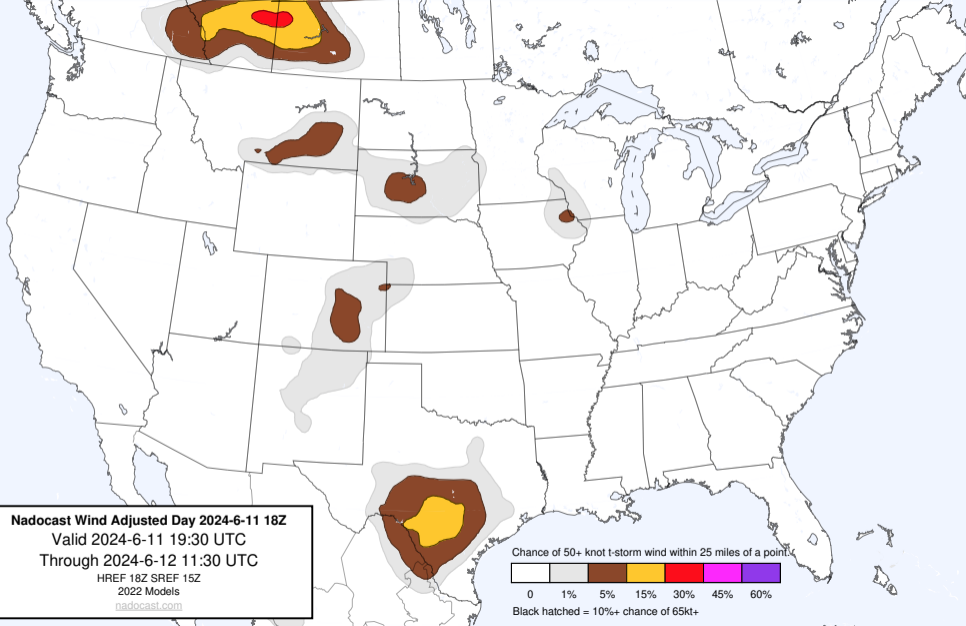 Nadocast Wind Adjusted Day 2024-6-11 18Z
Valid 2024-6-11 19:30 UTC
Through 2024-6-12 11:30 UTC
HREF 18Z SREF 15Z
2022 Models
nadocast.com
Chance of 50+ knot t-storm wind within 25 miles of a point.
0 1% 5% 15% 30% 45% 60%
Black hatched = 10%+ chance of 65kt+